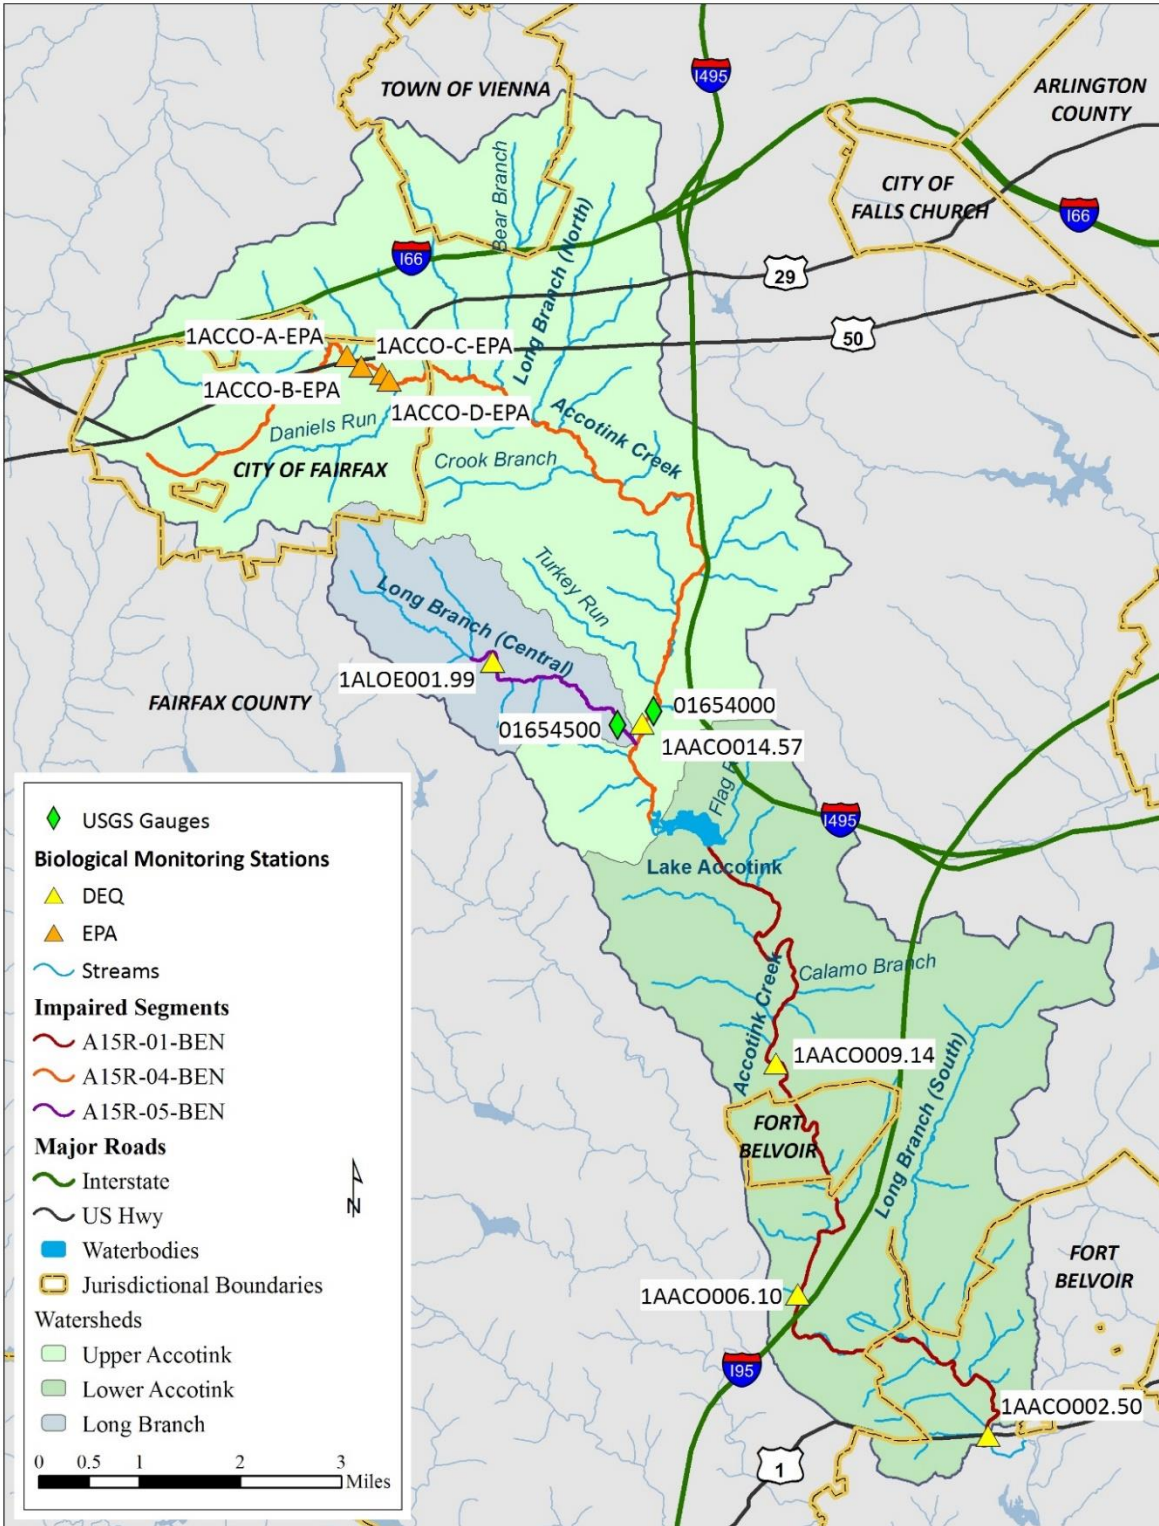 TOWN OF VIENNA
I495
ARLINGTON
COUNTY
CITY OF
FALLS CHURCH
I66
Bear Branch
I66
Long Branch (North)
29
50
1ACCO-A-EPA
1ACCO-C-EPA
1ACCO-B-EPA
1ACCO-D-EPA
Daniels Run
Accotink Creek
CITY OF FAIRFAX
Crook Branch
Turkey Run
Long Branch (Central)
1ALOE001.99
FAIRFAX COUNTY
01654000
01654500
1AACO014.57
Flag
I495
Lake Accotink
Calamo Branch
Accotink Creek
1AACO009.14
Long Branch (South)
FORT
BELVOIR
FORT
BELVOIR
1AACO006.10
I95
1AACO002.50
1
USGS Gauges
Biological Monitoring Stations
DEQ
EPA
Streams
Impaired Segments
A15R-01-BEN
A15R-04-BEN
A15R-05-BEN
Major Roads
Interstate
N
US Hwy
Waterbodies
Jurisdictional Boundaries
Watersheds
Upper Accotink
Lower Accotink
Long Branch
0 0.5 1 2 3
Miles